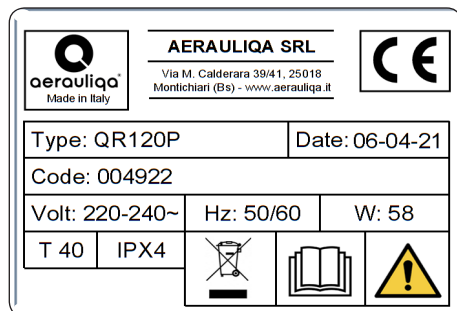 aerauliqa
Made in Italy
AERAULIQA SRL
Via M. Calderara 39/41, 25018
Montichiari (Bs) - www.aerauliqa.it
CE
Type: QR120P
Date: 06-04-21
Code: 004922
Volt: 220-240~
Hz: 50/60
W: 58
T 40
IPX4